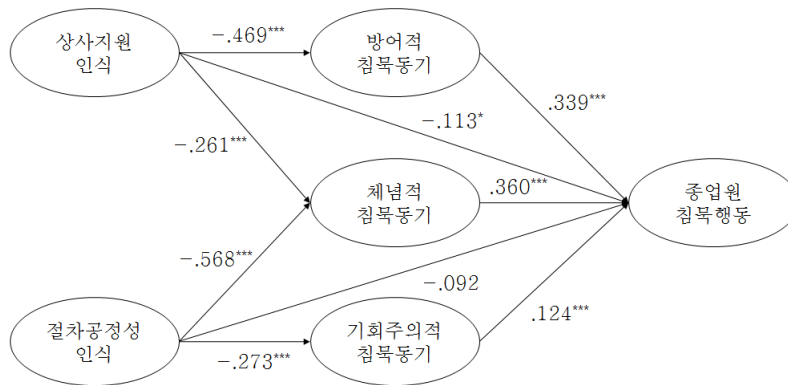 상사지원
인식
-.469***
방어적
침묵동기
.339***
-.113*
-.261***
체념적
침묵동기
.360***
종업원
침묵행동
-.568***
-.092
절차공정성
인식
-.273***
기회주의적
침묵동기
.124***